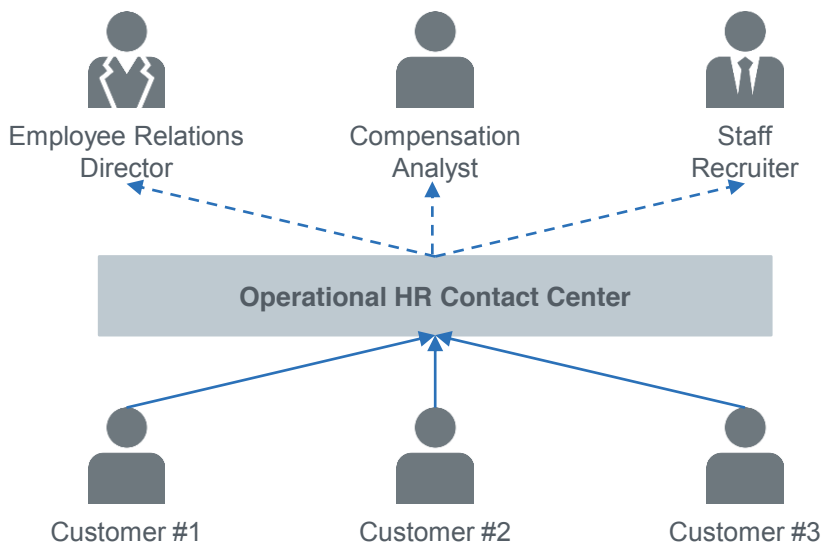 Employee Relations
Director
Compensation
Analyst
Staff
Recruiter
Operational HR Contact Center
Customer #1
Customer #2
Customer #3